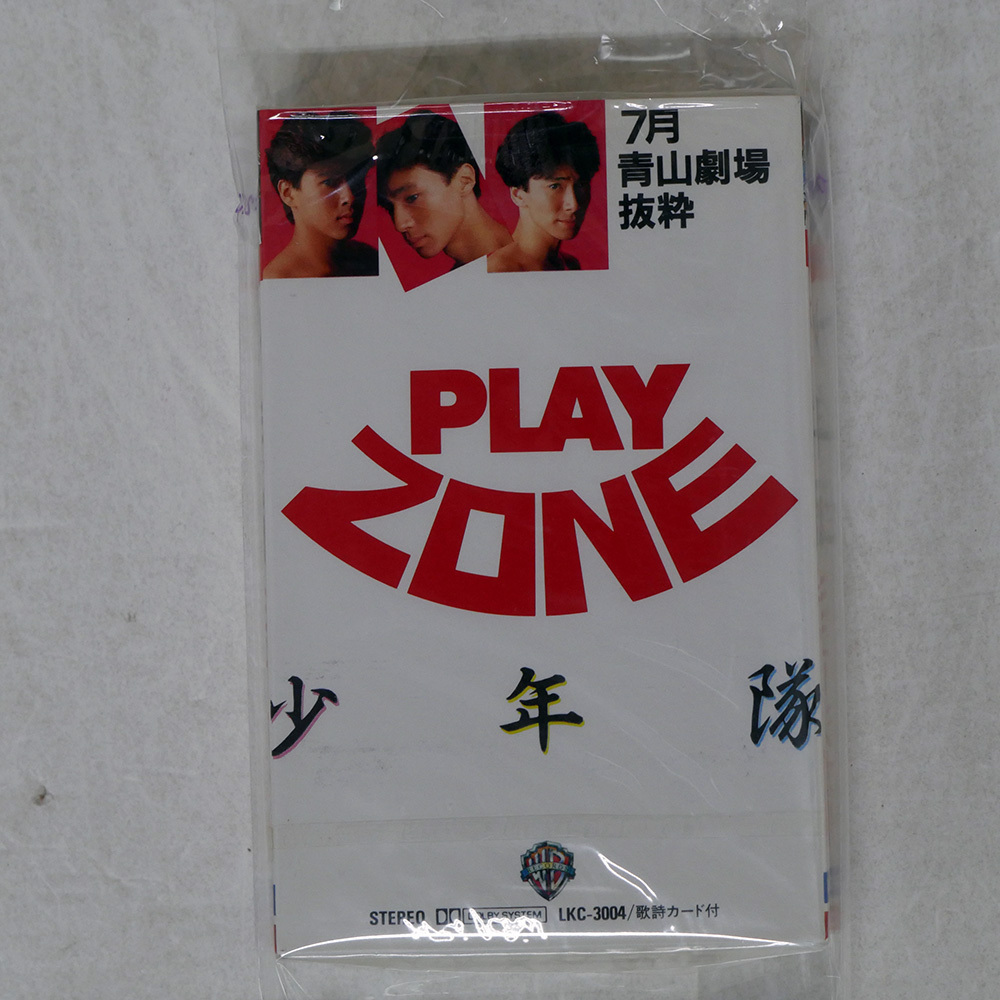 7月
青山劇場
抜粋
PLAY
ZONE
少年隊
STEREO DOLBY SYSTEM LKC-3004/歌詩カード付